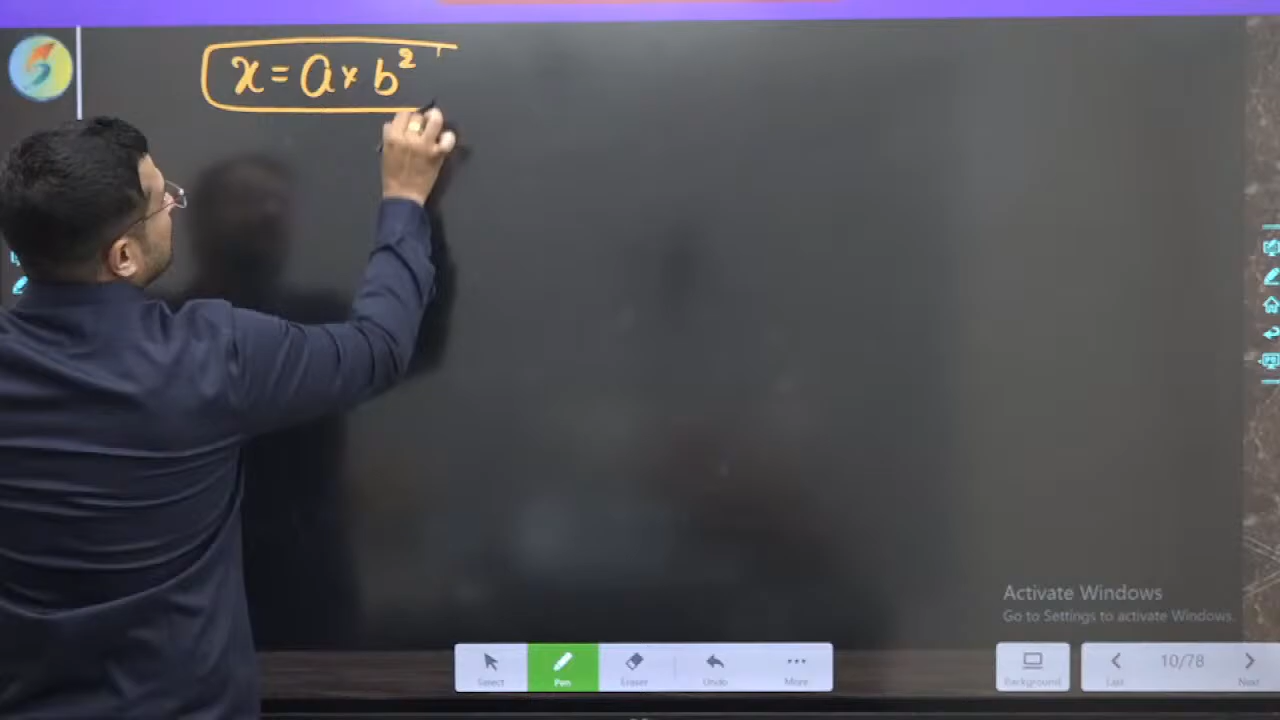 x = a × b²
Activate Windows
Go to Settings to activate Windows.
Select
Pen
Eraser
Undo
More
Background
Last
10/78
Next